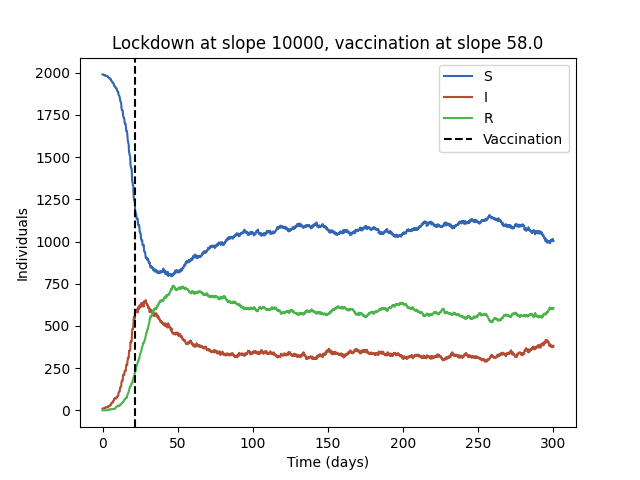 Lockdown at slope 10000, vaccination at slope 58.0
2000
1750
1500
1250
1000
750
500
250
0
Individuals
S
I
R
Vaccination
0 50 100 150 200 250 300
Time (days)